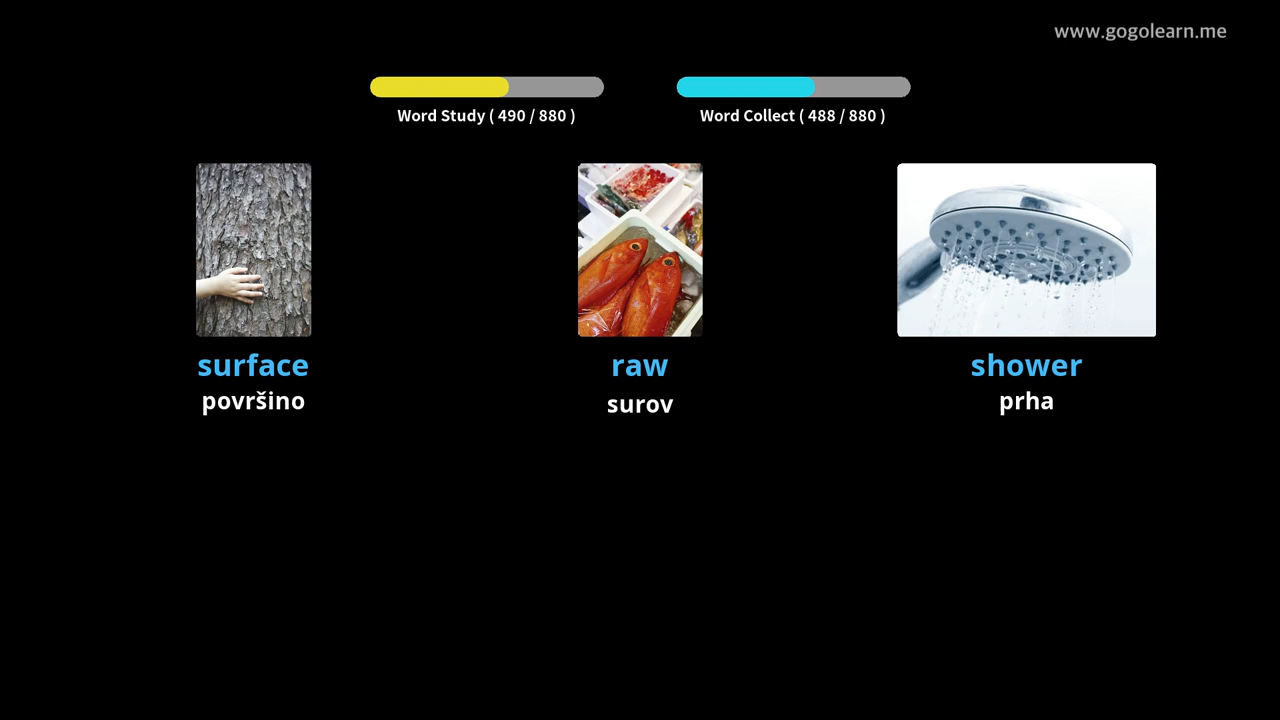 www.gogolearn.me
Word Study ( 490 / 880 )
Word Collect ( 488 / 880 )
surface
površino
raw
surov
shower
prha